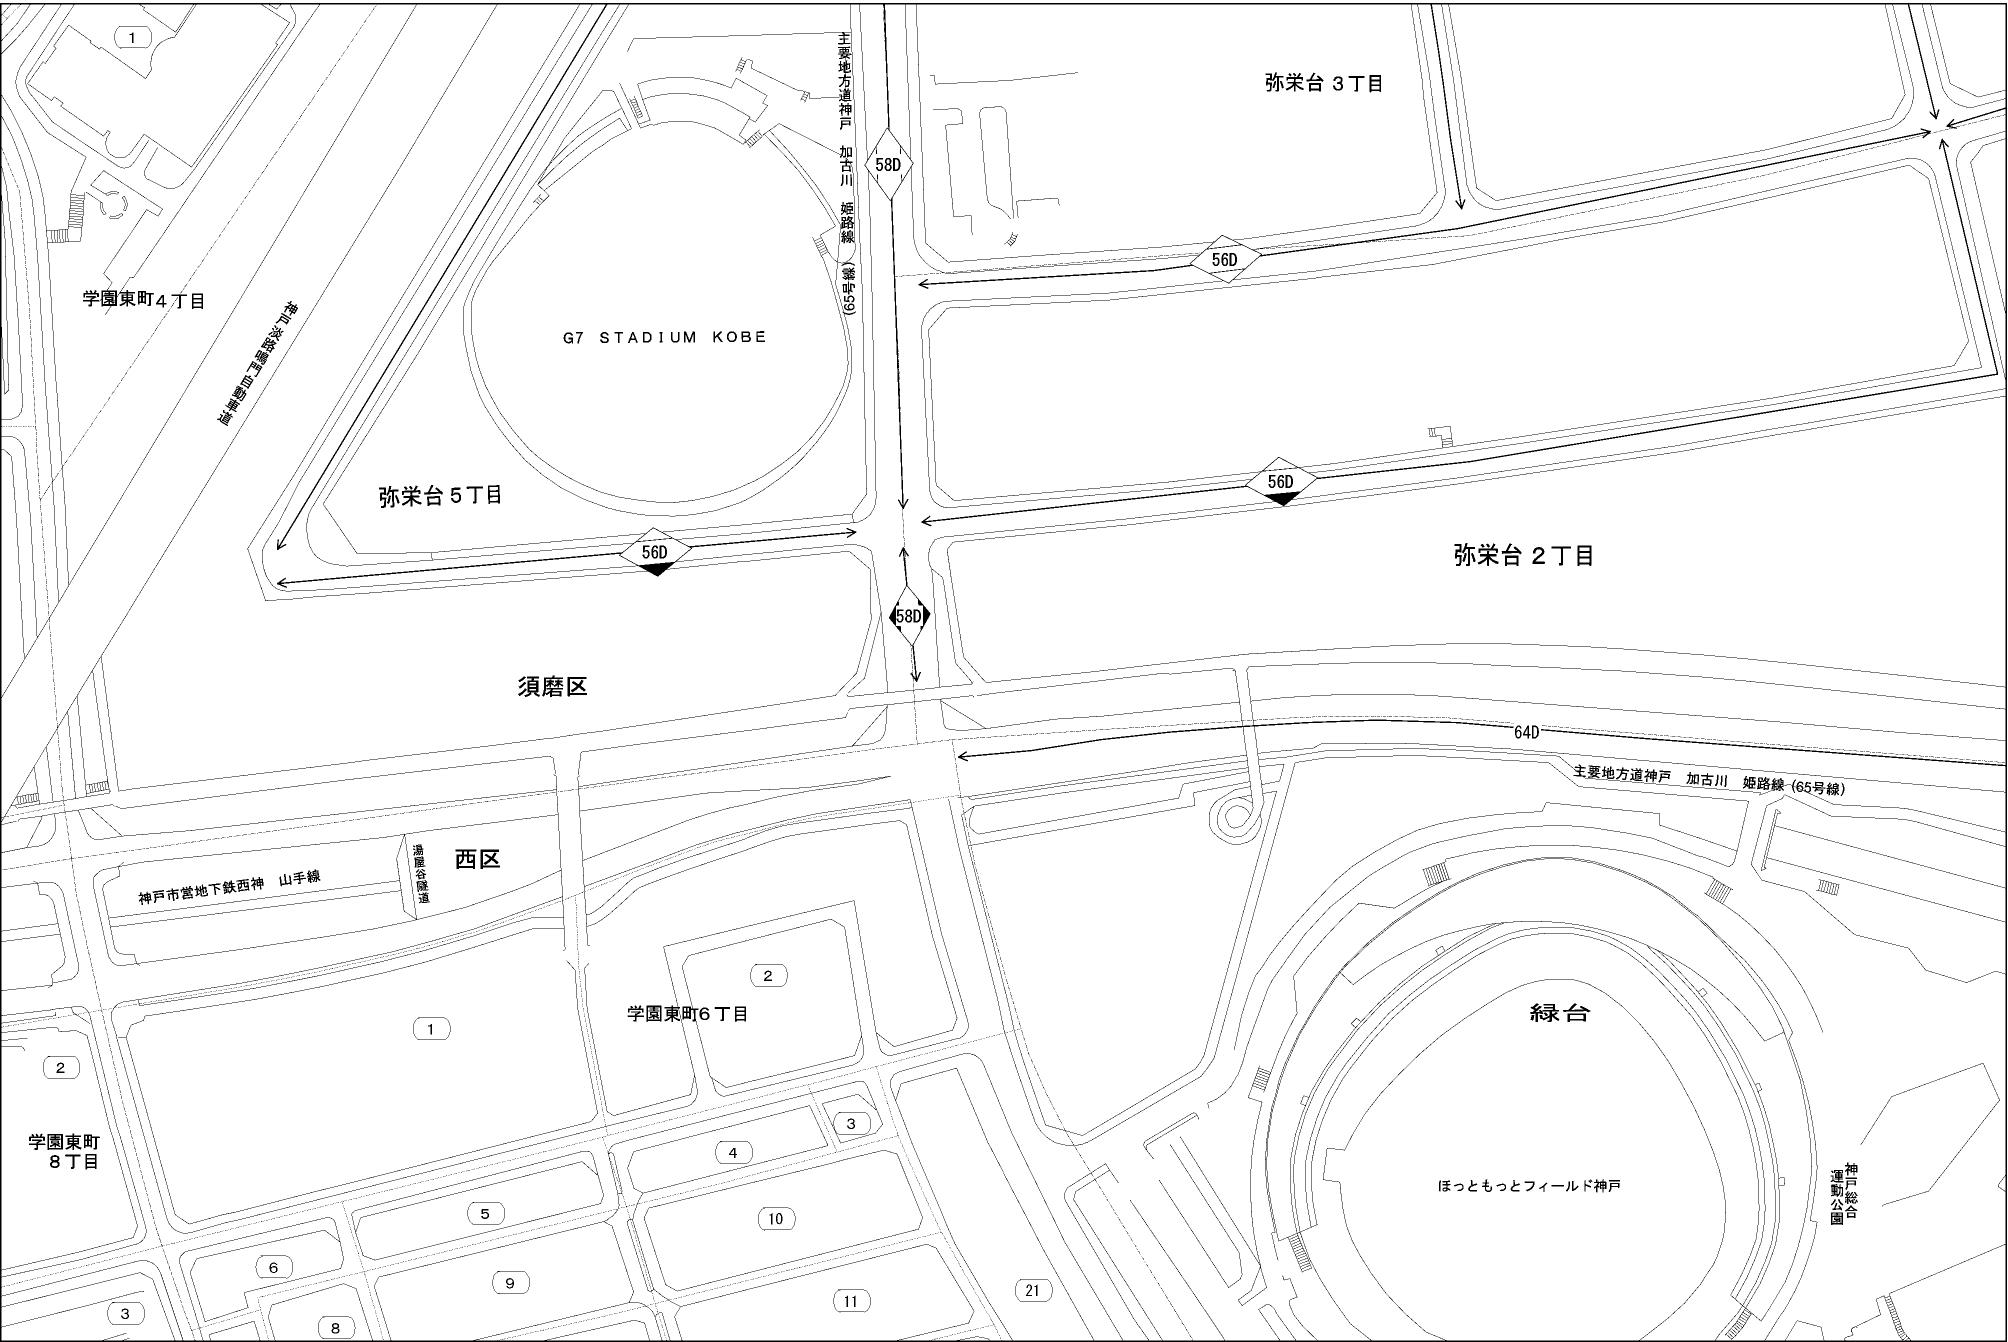 1
主要地方道神戸 加古川 姫路線 (65号線)
弥栄台3丁目
58D
56D
学園東町4丁目
神戸淡路鳴門自動車道
G7 STADIUM KOBE
弥栄台5丁目
56D
56D
弥栄台2丁目
58D
須磨区
64D
主要地方道神戸 加古川 姫路線 (65号線)
湯屋谷隧道
西区
神戸市営地下鉄西神 山手線
2
学園東町6丁目
緑台
1
2
3
学園東町
8丁目
4
ほっともっとフィールド神戸
神戸総合
運動公園
5
10
6
9
21
11
3
8